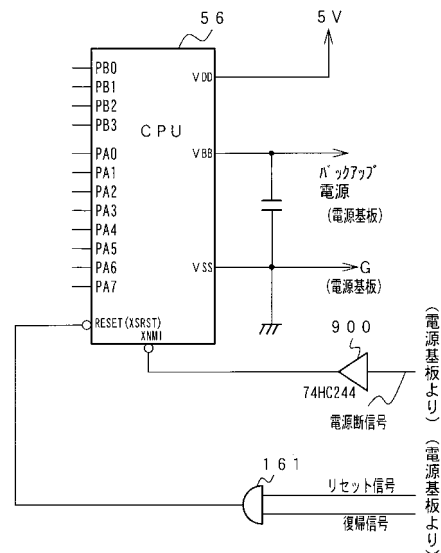 56
5V
PB0
PB1
PB2
PB3
PA0
PA1
PA2
PA3
PA4
PA5
PA6
PA7
CPU
VDD
VBB
VSS
RESET(XSRST)
XNMI
バックアップ
電源
(電源基板)
G
(電源基板)
900
74HC244
電源断信号
(電源基板より)
161
リセット信号
復帰信号
(電源基板より)